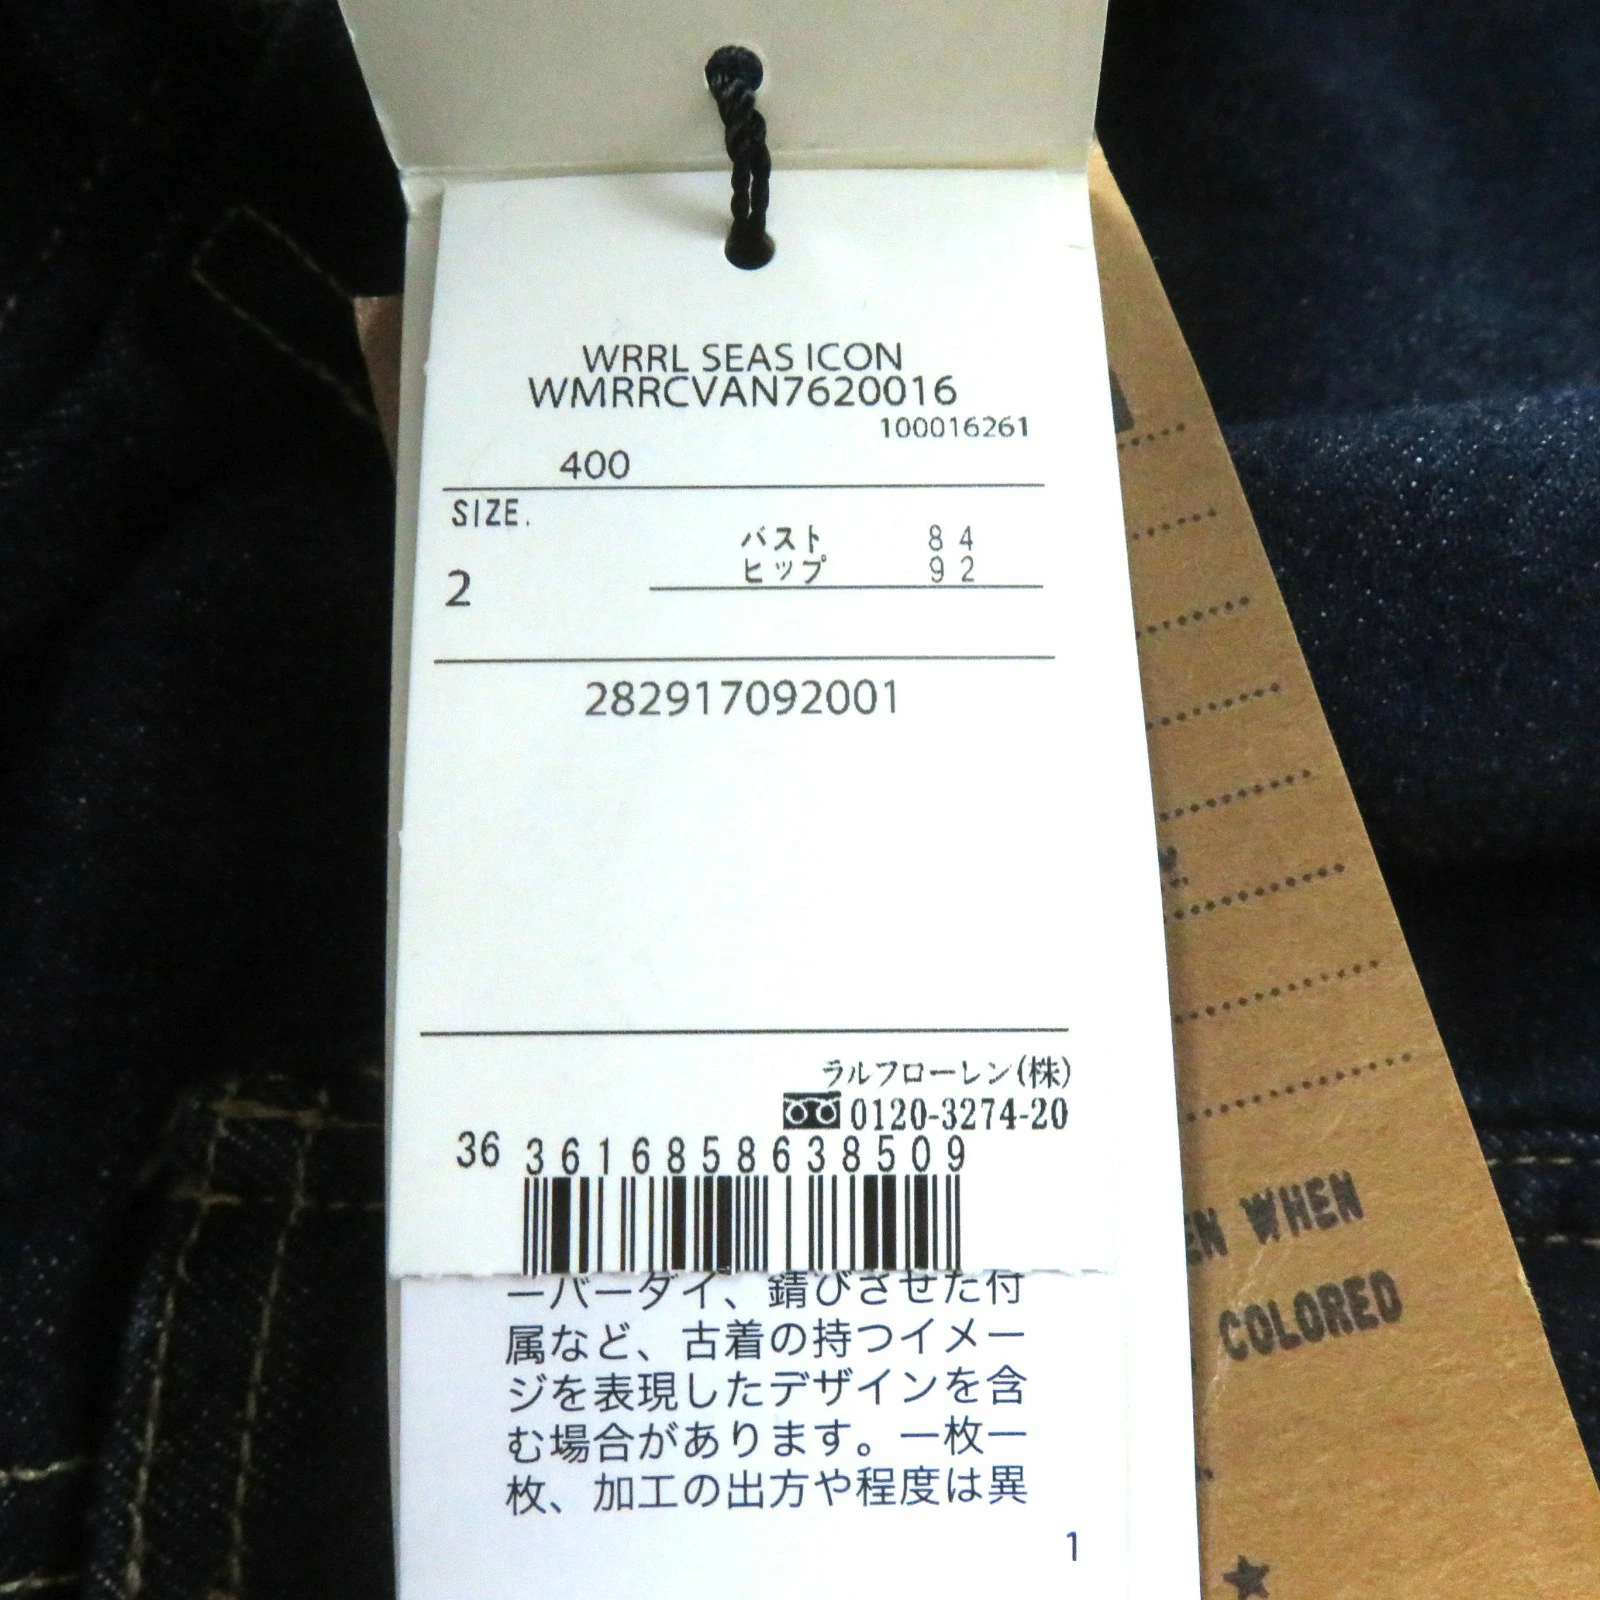 WRRL SEAS ICON
WMRRCVAN7620016
100016261
400
SIZE.
バスト 84
ヒップ 92
2
282917092001
ラルフローレン(株)
0120-3274-20
36 3616858638509
ーバーダイ、錆びさせた付
属など、古着の持つイメー
ジを表現したデザインを含
む場合があります。一枚一
枚、加工の出方や程度は異
1
WHEN
COLORED